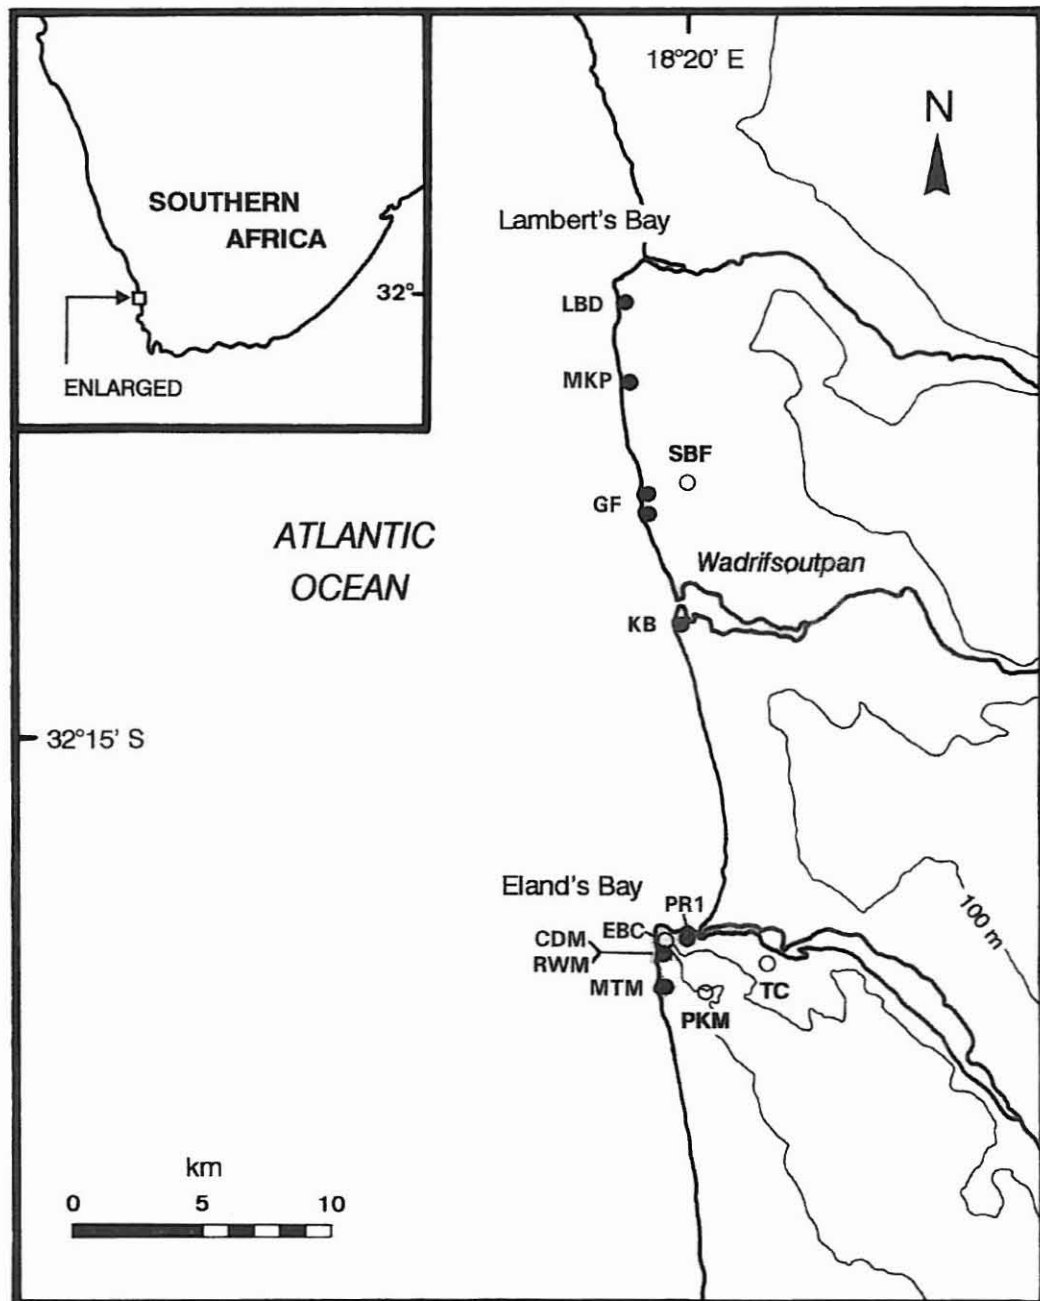 18°20' E
N
SOUTHERN
AFRICA
32°
ENLARGED
Lambert's Bay
LBD
MKP
SBF
GF
ATLANTIC
OCEAN
Wadrifsoutpan
KB
32°15' S
Eland's Bay
PR1
EBC
CDM
RWM
MTM
TC
PKM
100 m
km
0 5 10